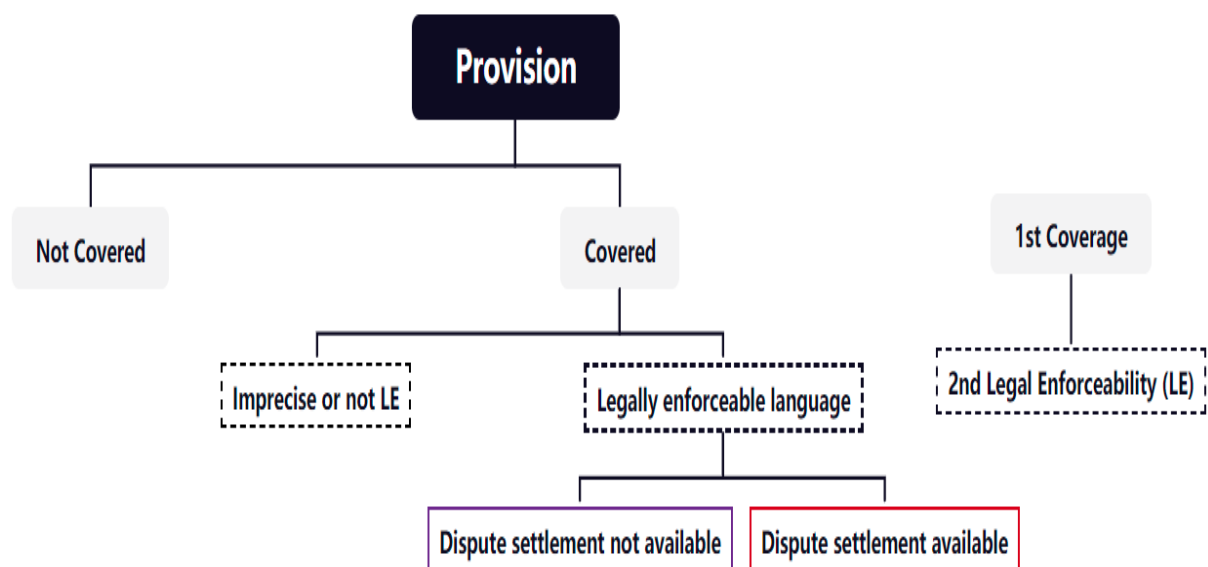 Provision
Not Covered
Covered
1st Coverage
Imprecise or not LE
Legally enforceable language
2nd Legal Enforceability (LE)
Dispute settlement not available
Dispute settlement available